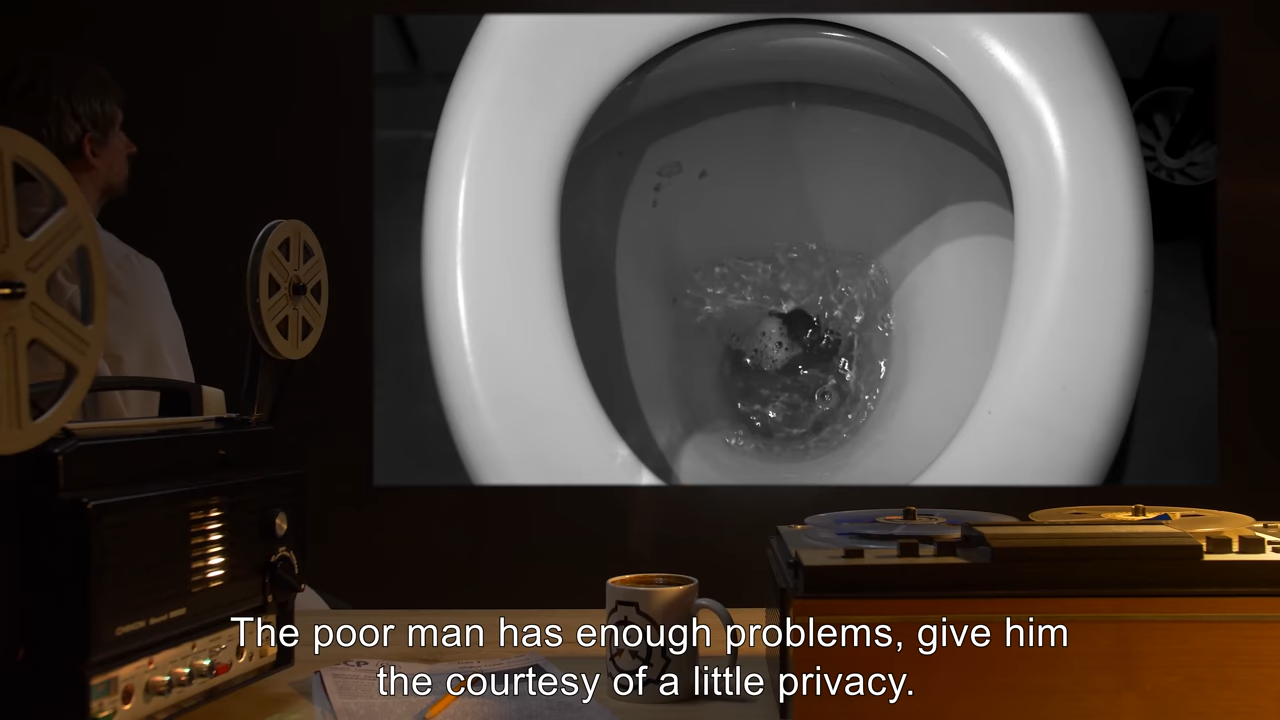 The poor man has enough problems, give him
the courtesy of a little privacy.